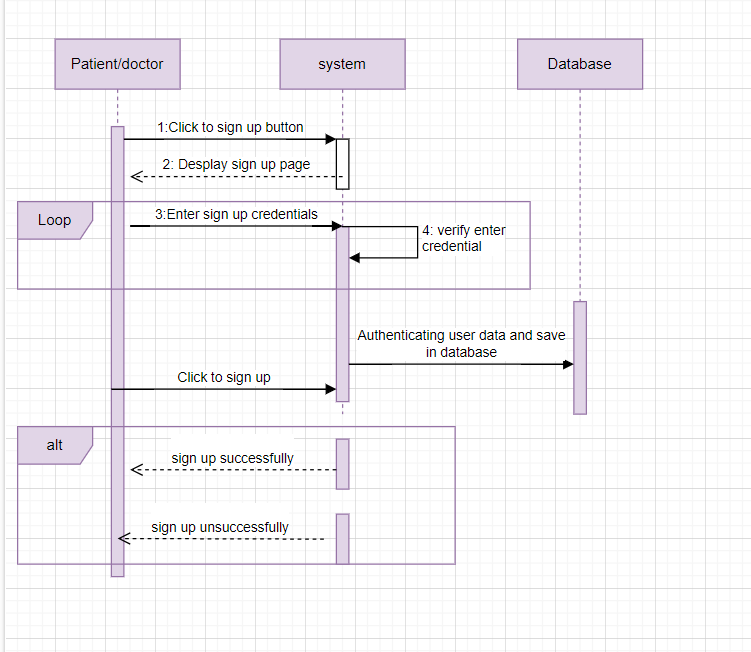 Patient/doctor
system
Database
1:Click to sign up button
2: Desplay sign up page
Loop
3:Enter sign up credentials
4: verify enter
credential
Authenticating user data and save
in database
Click to sign up
alt
sign up successfully
sign up unsuccessfully